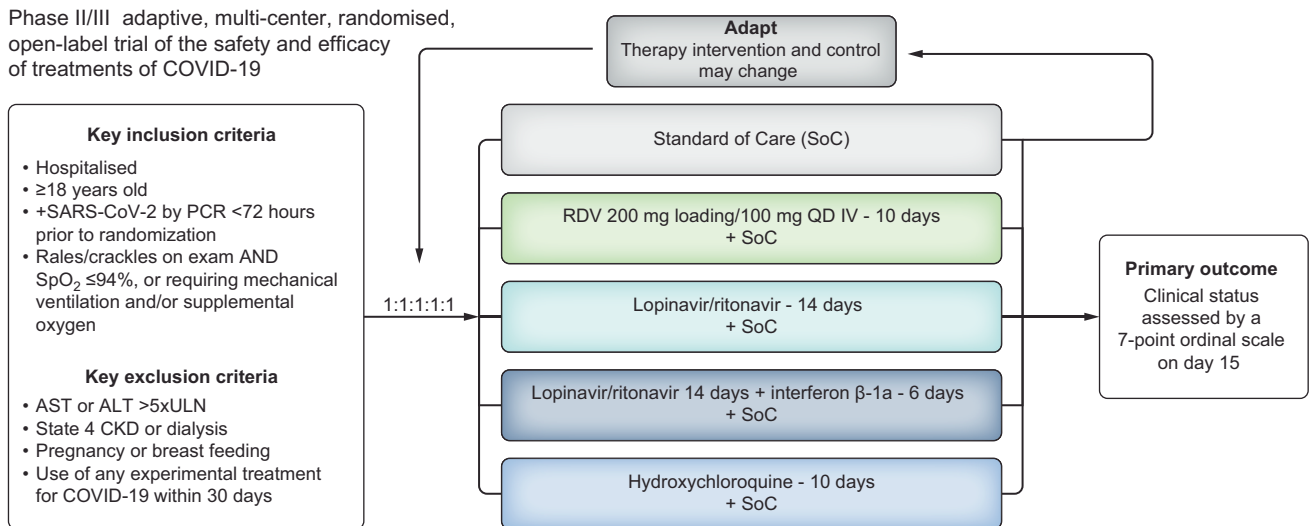 Phase II/III adaptive, multi-center, randomised,
open-label trial of the safety and efficacy
of treatments of COVID-19
Adapt
Therapy intervention and control
may change
Key inclusion criteria
• Hospitalised
• ≥18 years old
• +SARS-CoV-2 by PCR <72 hours
prior to randomization
• Rales/crackles on exam AND
SpO₂ ≤94%, or requiring mechanical
ventilation and/or supplemental
oxygen
Key exclusion criteria
• AST or ALT >5xULN
• State 4 CKD or dialysis
• Pregnancy or breast feeding
• Use of any experimental treatment
for COVID-19 within 30 days
1:1:1:1:1
Standard of Care (SoC)
RDV 200 mg loading/100 mg QD IV - 10 days
+ SoC
Lopinavir/ritonavir - 14 days
+ SoC
Lopinavir/ritonavir 14 days + interferon β-1a - 6 days
+ SoC
Hydroxychloroquine - 10 days
+ SoC
Primary outcome
Clinical status
assessed by a
7-point ordinal scale
on day 15